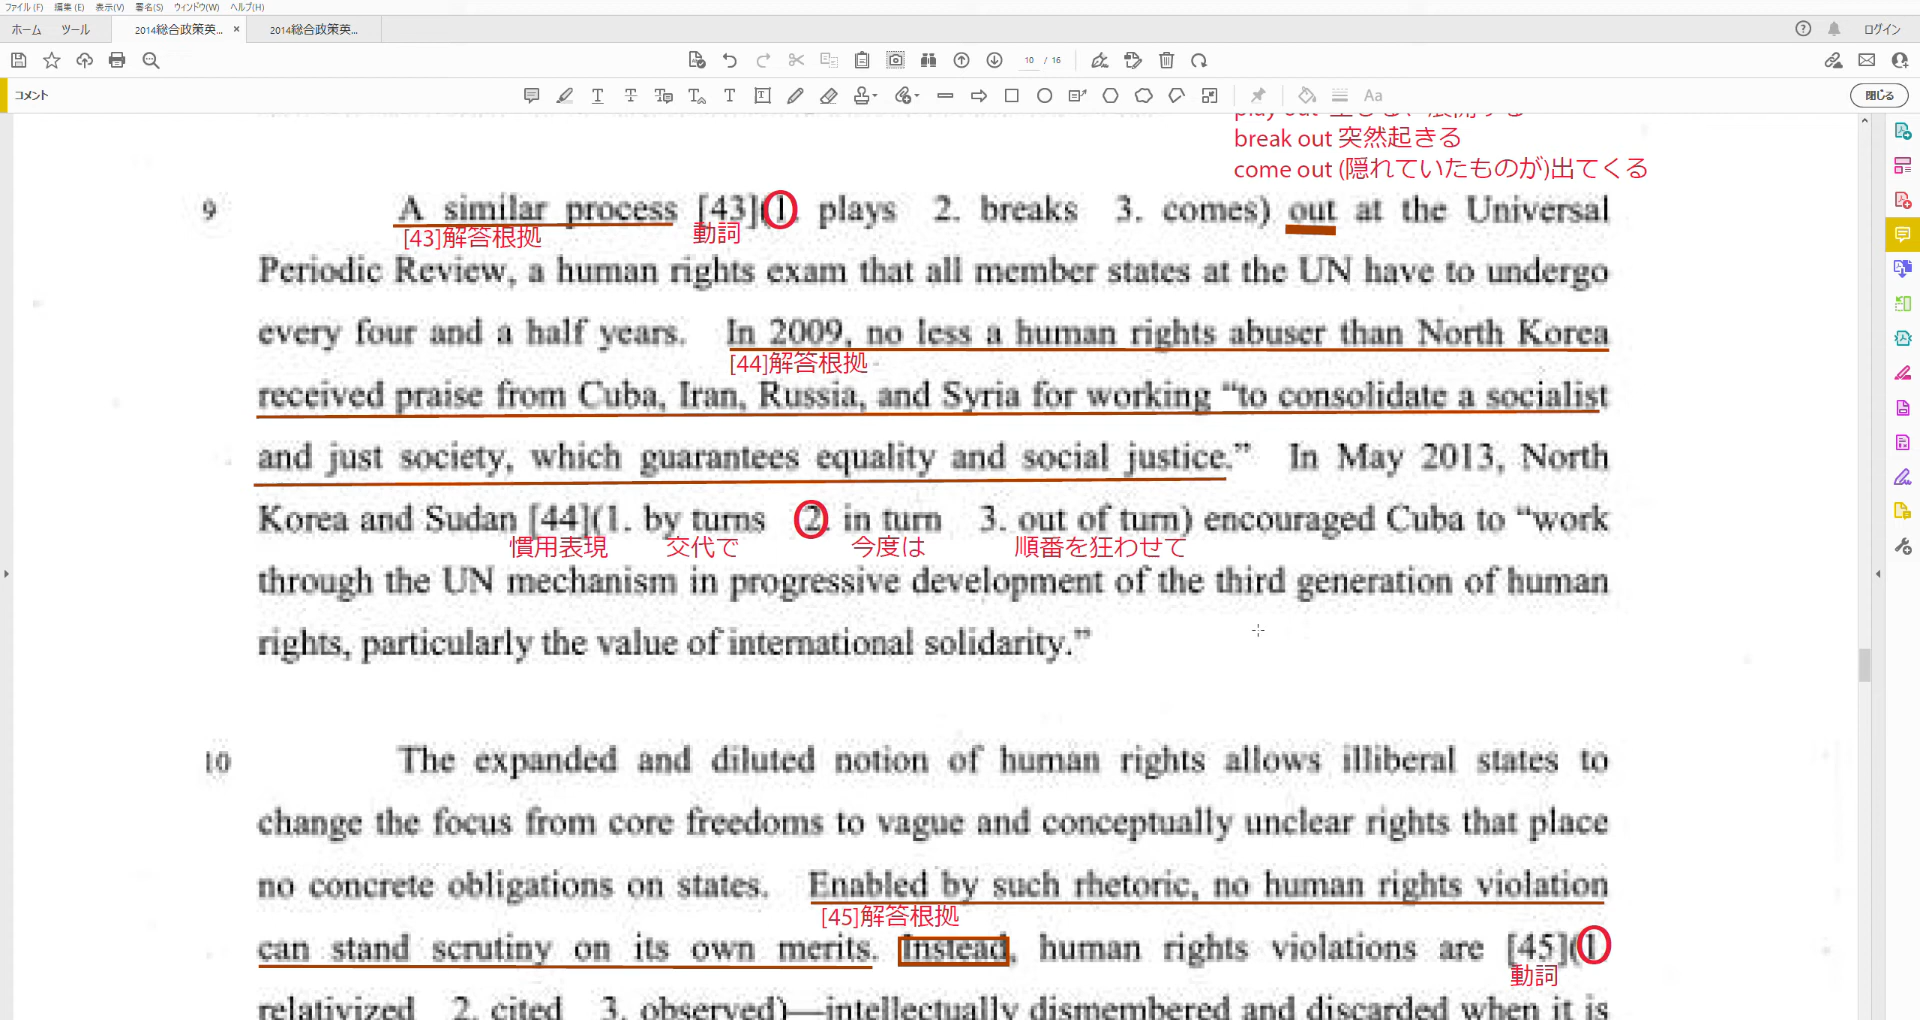 ファイル(F) 編集(E) 表示(V) 署名(S) ウィンドウ(W) ヘルプ(H)
ホーム ツール 2014総合政策英... × 2014総合政策英... ログイン
10 / 16
コメント 閉じる
break out 突然起きる
come out (隠れていたものが)出てくる
9 A similar process [43](1. plays 2. breaks 3. comes) out at the Universal
[43]解答根拠 動詞
Periodic Review, a human rights exam that all member states at the UN have to undergo
every four and a half years. In 2009, no less a human rights abuser than North Korea
[44]解答根拠
received praise from Cuba, Iran, Russia, and Syria for working “to consolidate a socialist
and just society, which guarantees equality and social justice.” In May 2013, North
Korea and Sudan [44](1. by turns 2. in turn 3. out of turn) encouraged Cuba to “work
慣用表現 交代で 今度は 順番を狂わせて
through the UN mechanism in progressive development of the third generation of human
rights, particularly the value of international solidarity.”
10 The expanded and diluted notion of human rights allows illiberal states to
change the focus from core freedoms to vague and conceptually unclear rights that place
no concrete obligations on states. Enabled by such rhetoric, no human rights violation
[45]解答根拠
can stand scrutiny on its own merits. Instead, human rights violations are [45](1
動詞
relativized 2. cited 3. observed)—intellectually dismembered and discarded when it is